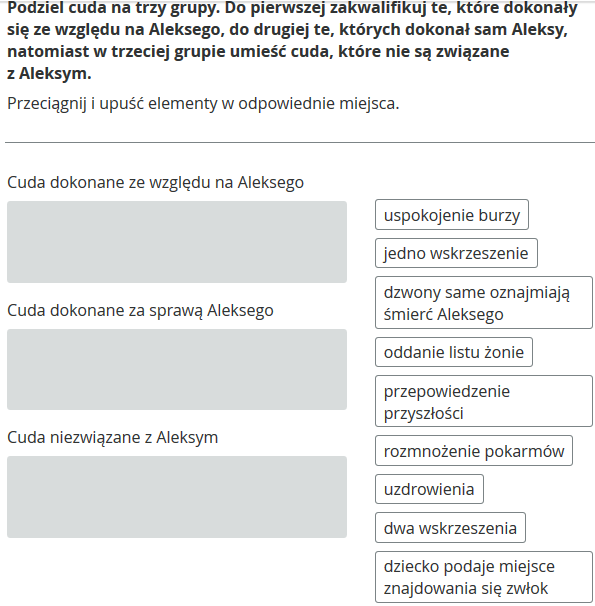 Podziel cuda na trzy grupy. Do pierwszej zakwalifikuj te, które dokonały
się ze względu na Aleksego, do drugiej te, których dokonał sam Aleksy,
natomiast w trzeciej grupie umieść cuda, które nie są związane
z Aleksym.
Przeciągnij i upuść elementy w odpowiednie miejsca.
Cuda dokonane ze względu na Aleksego
Cuda dokonane za sprawą Aleksego
Cuda niezwiązane z Aleksym
uspokojenie burzy
jedno wskrzeszenie
dzwony same oznajmiają
śmierć Aleksego
oddanie listu żonie
przepowiedzenie
przyszłości
rozmnożenie pokarmów
uzdrowienia
dwa wskrzeszenia
dziecko podaje miejsce
znajdowania się zwłok